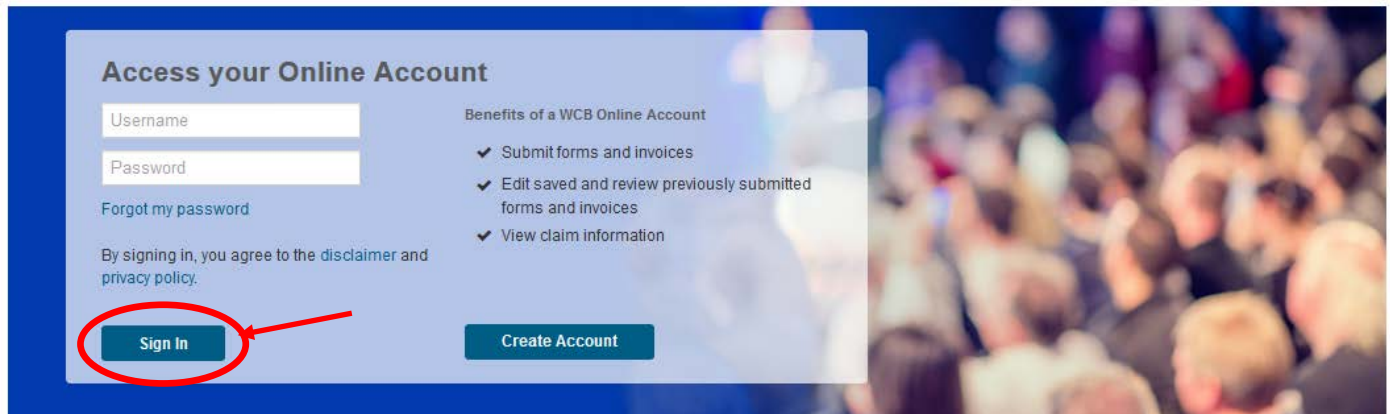 Access your Online Account
Username
Password
Forgot my password
By signing in, you agree to the disclaimer and
privacy policy.
Sign In
Benefits of a WCB Online Account
✔ Submit forms and invoices
✔ Edit saved and review previously submitted
forms and invoices
✔ View claim information
Create Account